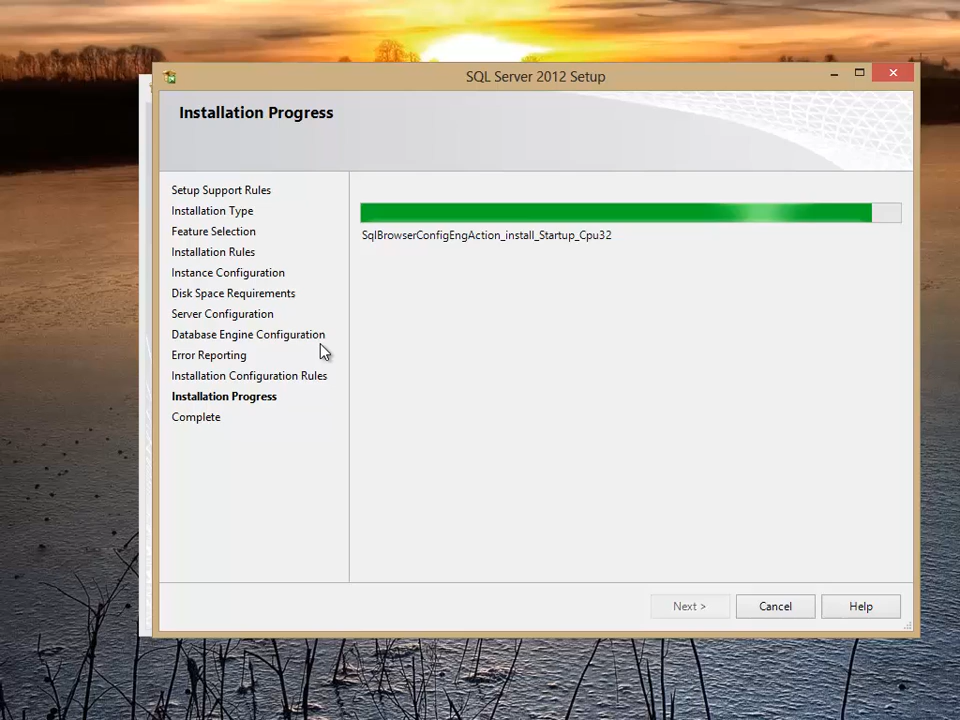 SQL Server 2012 Setup
Installation Progress
Setup Support Rules
Installation Type
Feature Selection
Installation Rules
Instance Configuration
Disk Space Requirements
Server Configuration
Database Engine Configuration
Error Reporting
Installation Configuration Rules
Installation Progress
Complete
SqlBrowserConfigEngAction_install_Startup_Cpu32
Next >
Cancel
Help